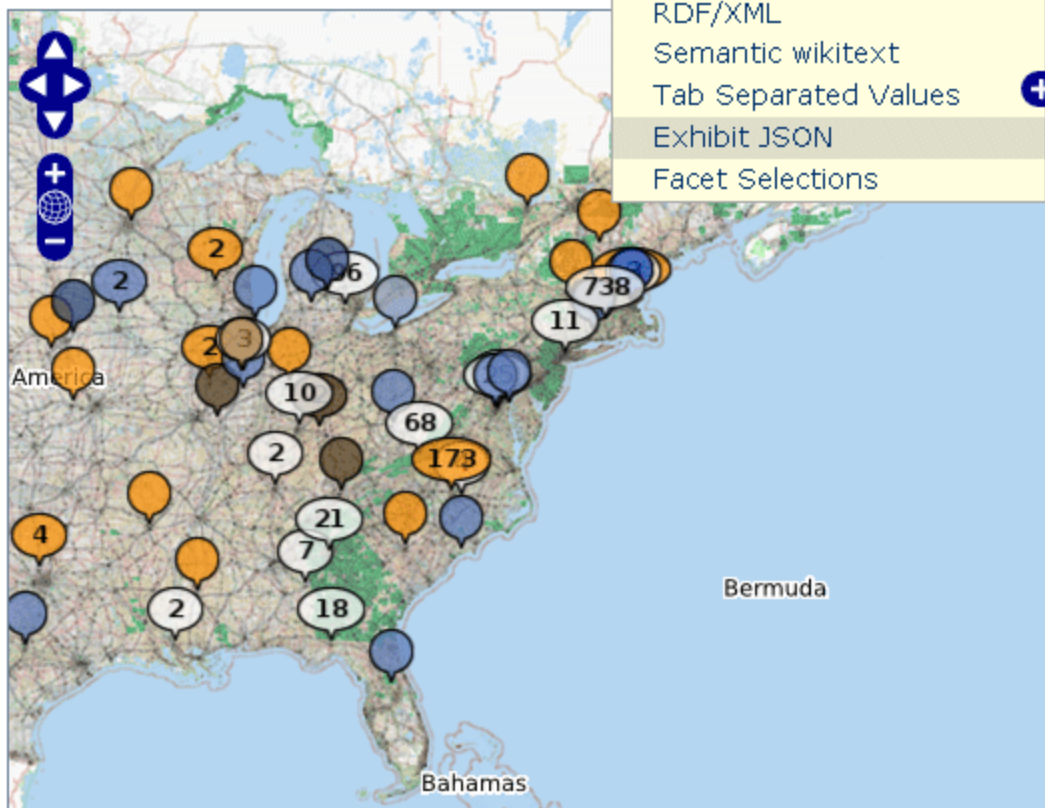 RDF/XML
Semantic wikitext
Tab Separated Values
Exhibit JSON
Facet Selections
+
−
2
2
738
11
3
2
America
10
68
2
173
21
4
7
2
18
Bermuda
Bahamas